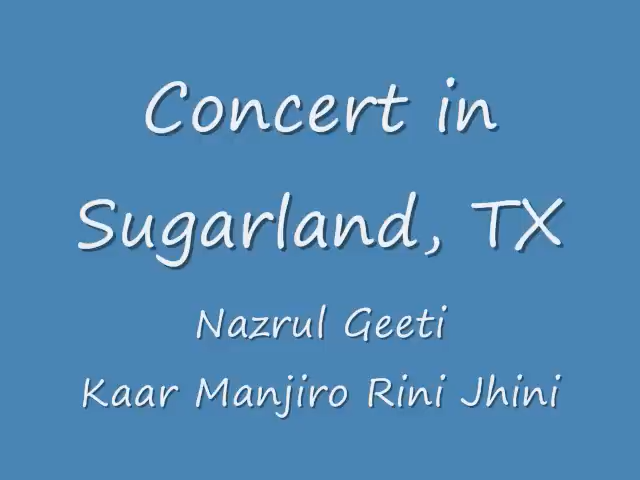 Concert in
Sugarland, TX
Nazrul Geeti
Kaar Manjiro Rini Jhini